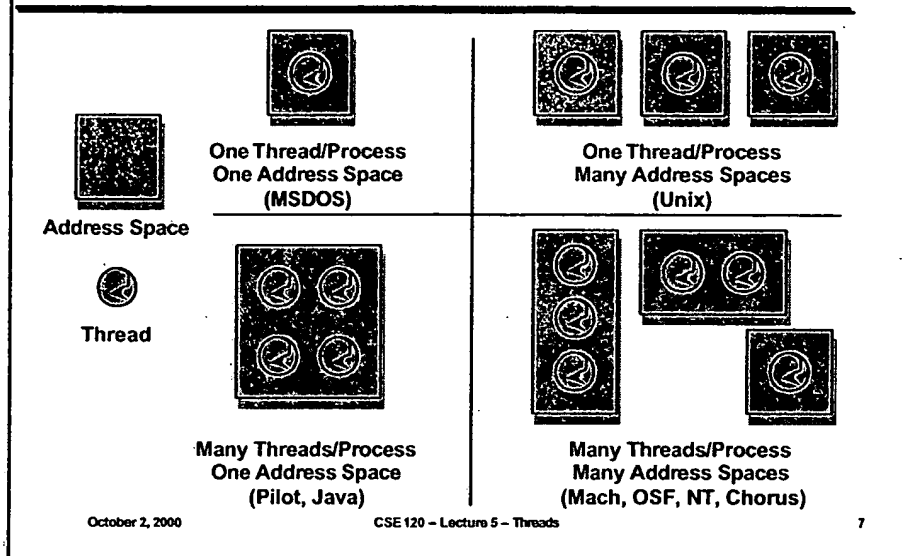 One Thread/Process
One Address Space
(MSDOS)
One Thread/Process
Many Address Spaces
(Unix)
Address Space
Thread
Many Threads/Process
One Address Space
(Pilot, Java)
Many Threads/Process
Many Address Spaces
(Mach, OSF, NT, Chorus)
October 2, 2000
CSE 120 – Lecture 5 – Threads
7